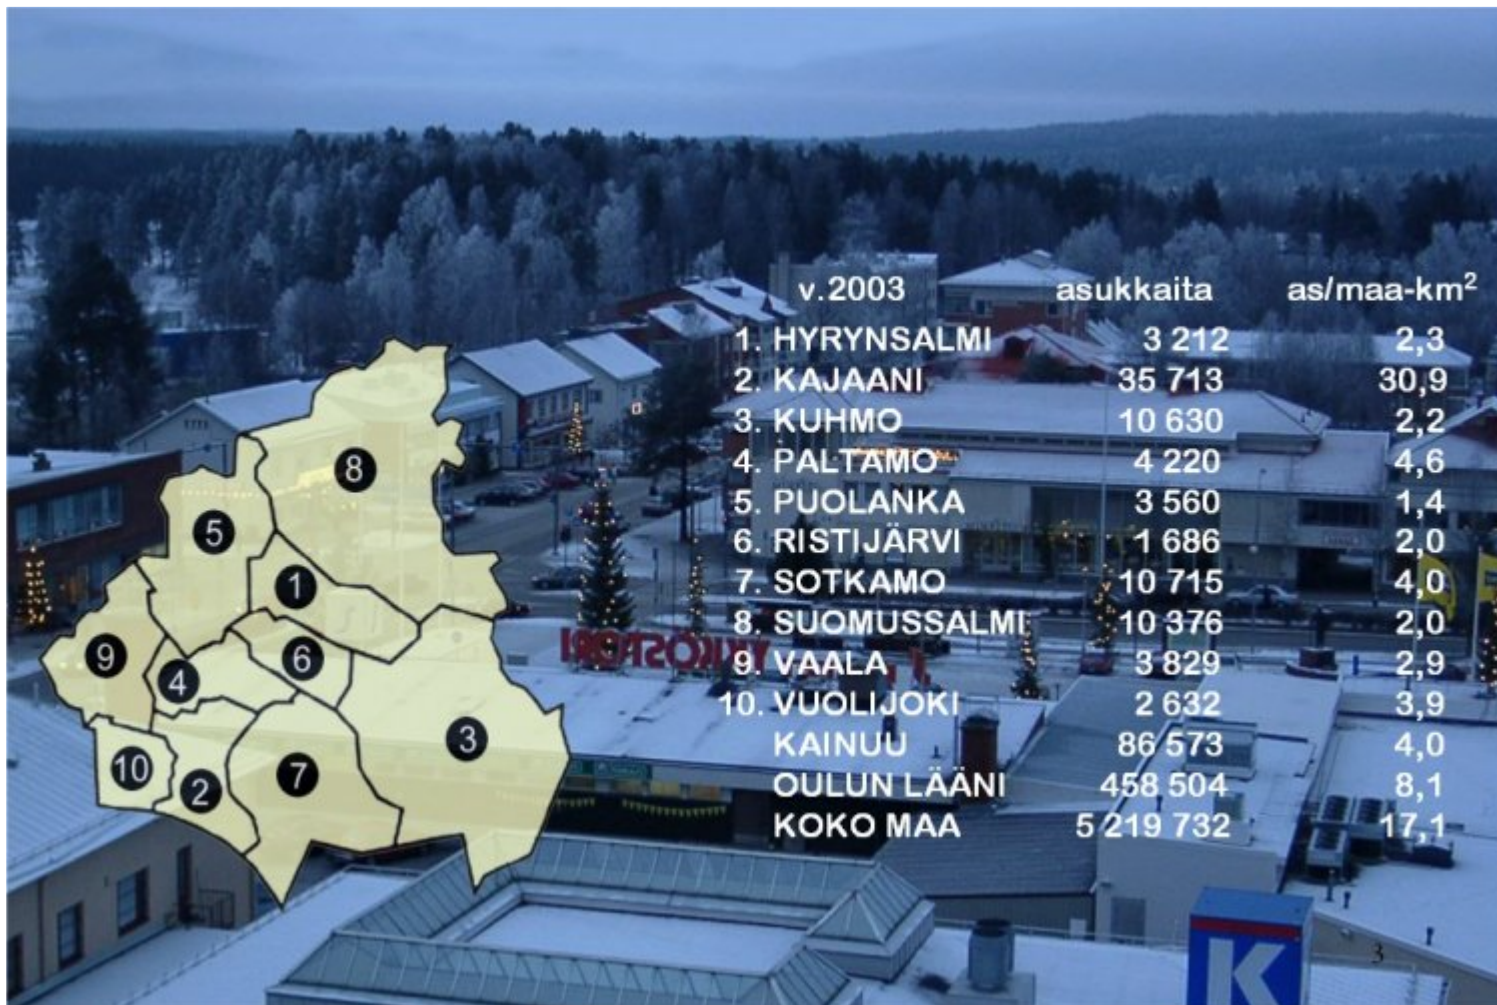 v.2003 asukkaita as/maa-km²
1. HYRYNSALMI 3 212 2,3
2. KAJAANI 35 713 30,9
3. KUHMO 10 630 2,2
4. PALTAMO 4 220 4,6
5. PUOLANKA 3 560 1,4
6. RISTIJÄRVI 1 686 2,0
7. SOTKAMO 10 715 4,0
8. SUOMUSSALMI 10 376 2,0
9. VAALA 3 829 2,9
10. VUOLIJOKI 2 632 3,9
KAINUU 86 573 4,0
OULUN LÄÄNI 458 504 8,1
KOKO MAA 5 219 732 17,1
8
5
1
9
6
4
3
10
7
2
YKKÖSTORI
K
3